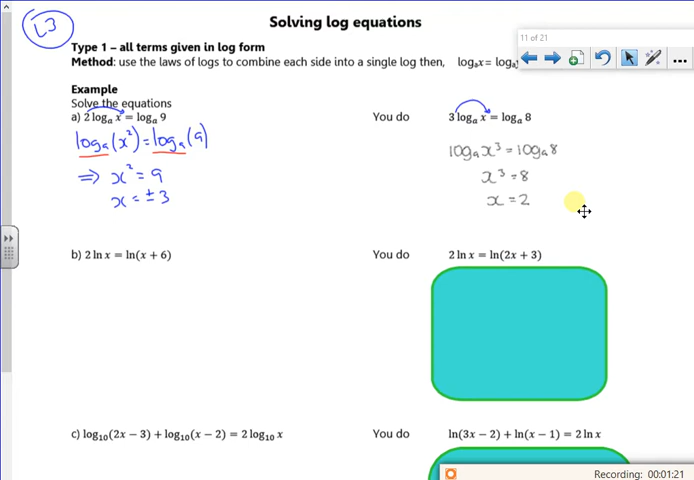 L3
Solving log equations
11 of 21
Type 1 – all terms given in log form
Method: use the laws of logs to combine each side into a single log then, logₐx = logₐ
Example
Solve the equations
a) 2 logₐ x = logₐ 9
You do
3 logₐ x = logₐ 8
logₐ(x²) = logₐ(9)
logₐ x³ = logₐ 8
⇒ x² = 9
x³ = 8
x = ±3
x = 2
b) 2 ln x = ln(x + 6)
You do
2 ln x = ln(2x + 3)
c) log₁₀(2x − 3) + log₁₀(x − 2) = 2 log₁₀ x
You do
ln(3x − 2) + ln(x − 1) = 2 ln x
Recording: 00:01:21